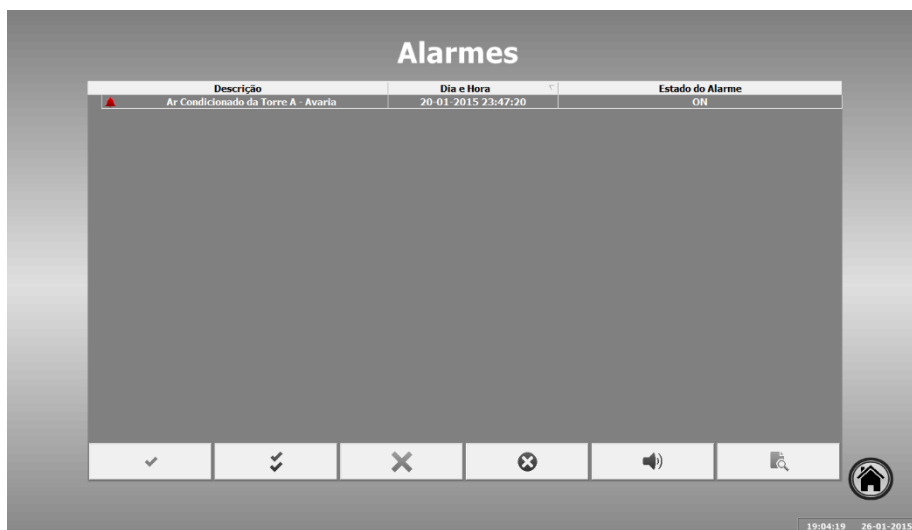 Alarmes
Descrição Dia e Hora Estado do Alarme
Ar Condicionado da Torre A - Avaria 20-01-2015 23:47:20 ON
19:04:19 26-01-2015